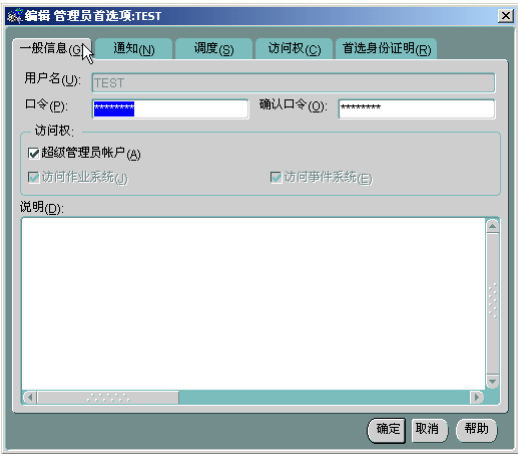 编辑 管理员首选项:TEST
一般信息(G) 通知(N) 调度(S) 访问权(C) 首选身份证明(R)
用户名(U): TEST
口令(P): ******** 确认口令(O): ********
访问权:
超级管理员帐户(A)
访问作业系统(J) 访问事件系统(E)
说明(D):
确定 取消 帮助